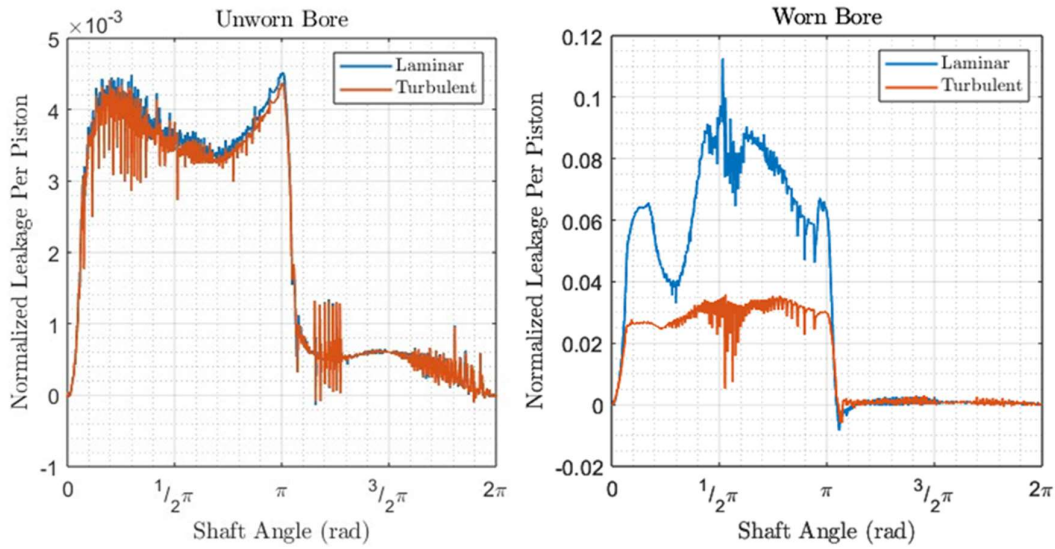 Unworn Bore
×10⁻³
5
4
3
2
1
0
-1
0
1/2π
π
3/2π
2π
Normalized Leakage Per Piston
Shaft Angle (rad)
Laminar
Turbulent
Worn Bore
0.12
0.1
0.08
0.06
0.04
0.02
0
-0.02
0
1/2π
π
3/2π
2π
Normalized Leakage Per Piston
Shaft Angle (rad)
Laminar
Turbulent